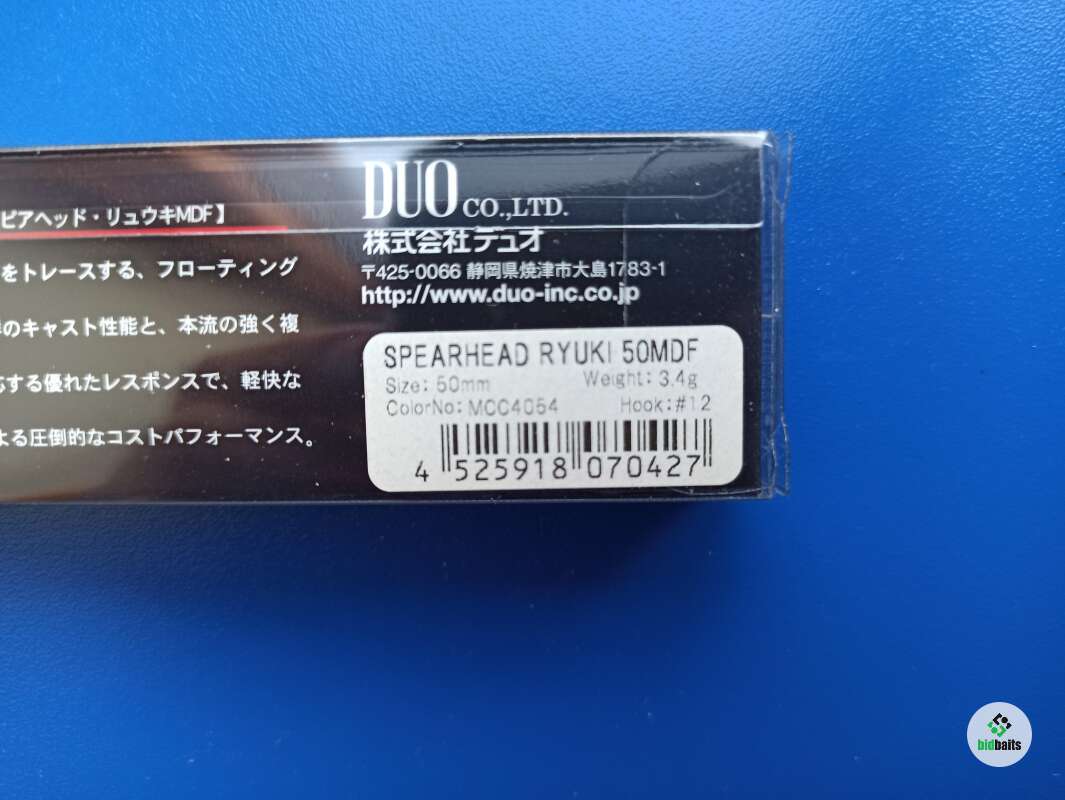 ピアヘッド・リュウキMDF】
をトレースする、フローティング
のキャスト性能と、本流の強く複
する優れたレスポンスで、軽快な
よる圧倒的なコストパフォーマンス。
DUO CO.,LTD.
株式会社デュオ
〒425-0066 静岡県焼津市大島1783-1
http://www.duo-inc.co.jp
SPEARHEAD RYUKI 50MDF
Size: 50mm Weight: 3.4g
ColorNo: MCC4054 Hook:#12
4 525918 070427
bidbaits